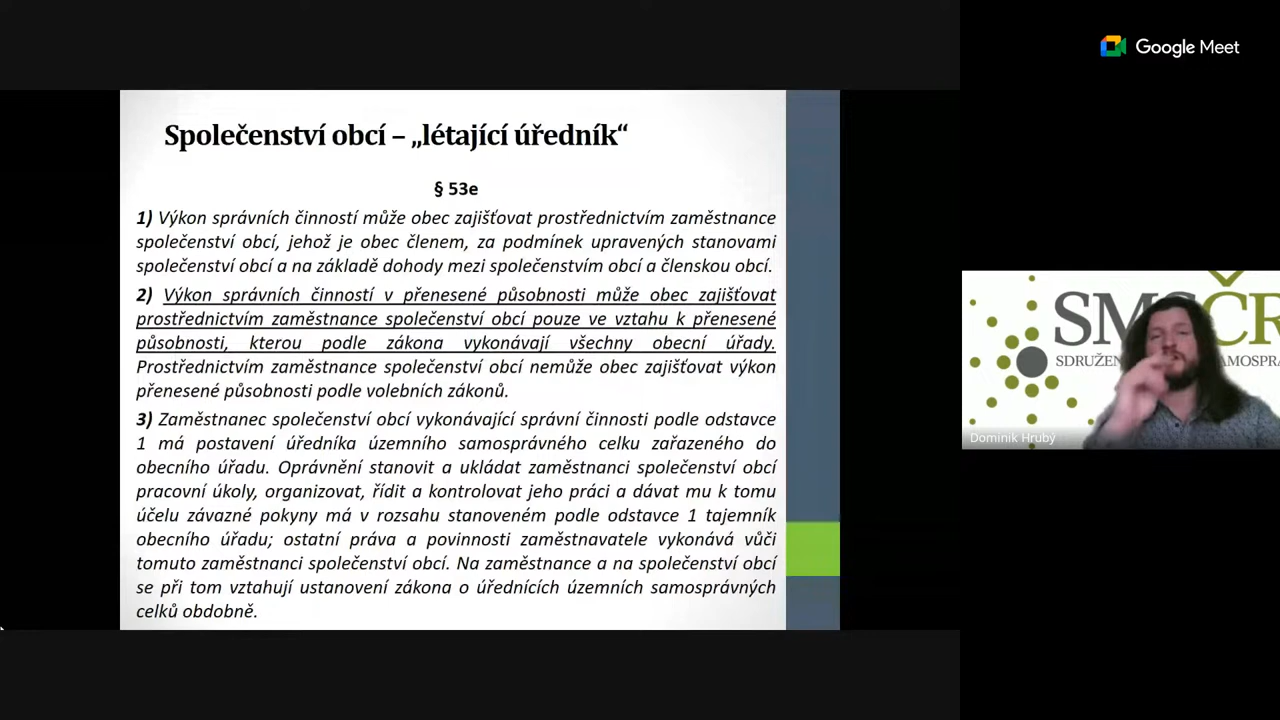 Google Meet
Společenství obcí – „létající úředník“
§ 53e
1) Výkon správních činností může obec zajišťovat prostřednictvím zaměstnance
společenství obcí, jehož je obec členem, za podmínek upravených stanovami
společenství obcí a na základě dohody mezi společenstvím obcí a členskou obcí.
2) Výkon správních činností v přenesené působnosti může obec zajišťovat
prostřednictvím zaměstnance společenství obcí pouze ve vztahu k přenesené
působnosti, kterou podle zákona vykonávají všechny obecní úřady.
Prostřednictvím zaměstnance společenství obcí nemůže obec zajišťovat výkon
přenesené působnosti podle volebních zákonů.
3) Zaměstnanec společenství obcí vykonávající správní činnosti podle odstavce
1 má postavení úředníka územního samosprávného celku zařazeného do
obecního úřadu. Oprávnění stanovit a ukládat zaměstnanci společenství obcí
pracovní úkoly, organizovat, řídit a kontrolovat jeho práci a dávat mu k tomu
účelu závazné pokyny má v rozsahu stanoveném podle odstavce 1 tajemník
obecního úřadu; ostatní práva a povinnosti zaměstnavatele vykonává vůči
tomuto zaměstnanci společenství obcí. Na zaměstnance a na společenství obcí
se při tom vztahují ustanovení zákona o úřednících územních samosprávných
celků obdobně.
SMSČR
Dominik Hrubý